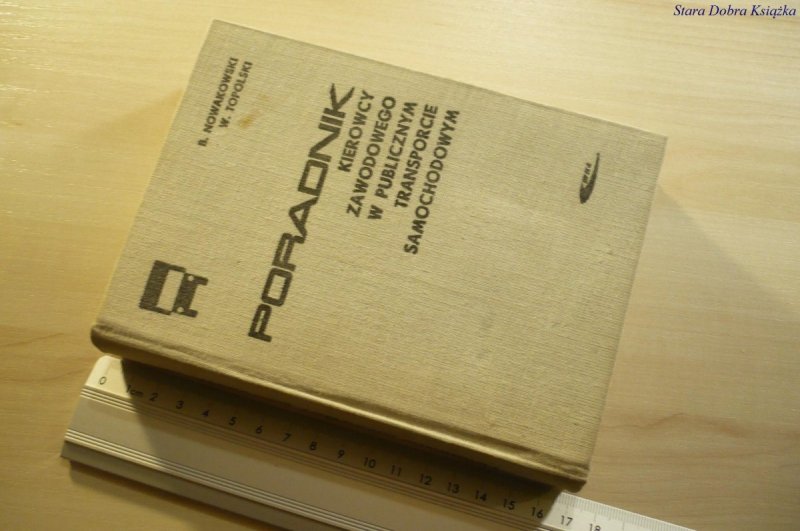 Stara Dobra Książka
B. NOWAKOWSKI
W. TOPOLSKI
PORADNIK
KIEROWCY
ZAWODOWEGO
W PUBLICZNYM
TRANSPORCIE
SAMOCHODOWYM
0 1cm 2 3 4 5 6 7 8 9 10 11 12 13 14 15 16 17 18